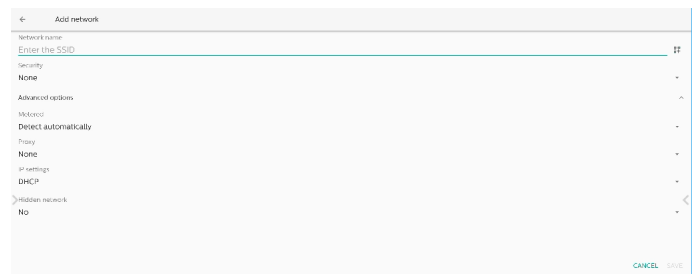 Add network
Network name
Enter the SSID
Security
None
Advanced options
Metered
Detect automatically
Proxy
None
IP settings
DHCP
Hidden network
No
CANCEL SAVE